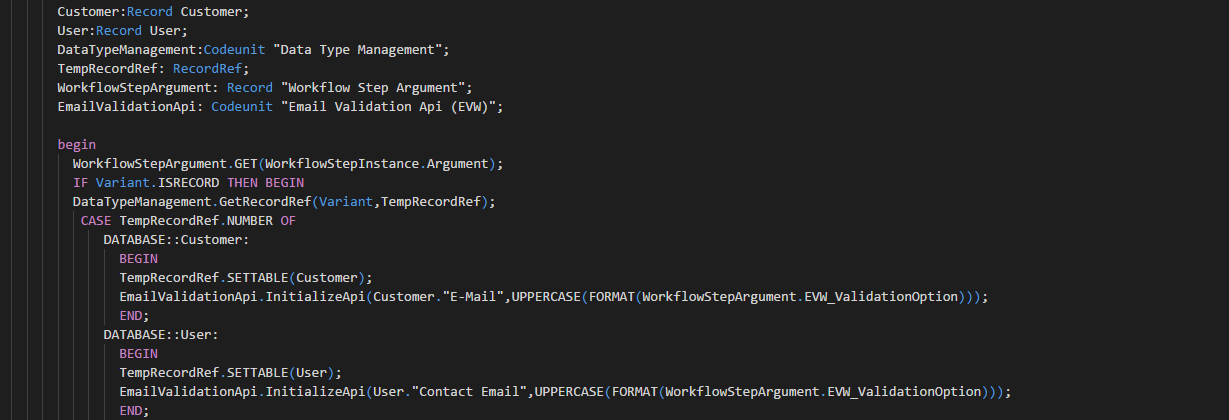 Customer:Record Customer;
User:Record User;
DataTypeManagement:Codeunit "Data Type Management";
TempRecordRef: RecordRef;
WorkflowStepArgument: Record "Workflow Step Argument";
EmailValidationApi: Codeunit "Email Validation Api (EVW)";
begin
WorkflowStepArgument.GET(WorkflowStepInstance.Argument);
IF Variant.ISRECORD THEN BEGIN
DataTypeManagement.GetRecordRef(Variant,TempRecordRef);
CASE TempRecordRef.NUMBER OF
DATABASE::Customer:
BEGIN
TempRecordRef.SETTABLE(Customer);
EmailValidationApi.InitializeApi(Customer."E-Mail",UPPERCASE(FORMAT(WorkflowStepArgument.EVW_ValidationOption)));
END;
DATABASE::User:
BEGIN
TempRecordRef.SETTABLE(User);
EmailValidationApi.InitializeApi(User."Contact Email",UPPERCASE(FORMAT(WorkflowStepArgument.EVW_ValidationOption)));
END;